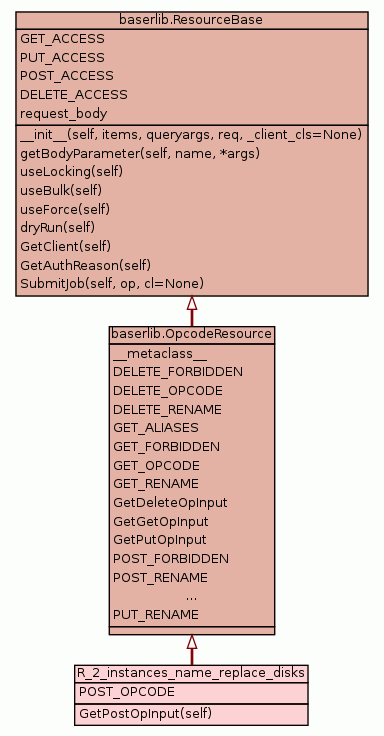 baserlib.ResourceBase
GET_ACCESS
PUT_ACCESS
POST_ACCESS
DELETE_ACCESS
request_body
__init__(self, items, queryargs, req, _client_cls=None)
getBodyParameter(self, name, *args)
useLocking(self)
useBulk(self)
useForce(self)
dryRun(self)
GetClient(self)
GetAuthReason(self)
SubmitJob(self, op, cl=None)
baserlib.OpcodeResource
__metaclass__
DELETE_FORBIDDEN
DELETE_OPCODE
DELETE_RENAME
GET_ALIASES
GET_FORBIDDEN
GET_OPCODE
GET_RENAME
GetDeleteOpInput
GetGetOpInput
GetPutOpInput
POST_FORBIDDEN
POST_RENAME
...
PUT_RENAME
R_2_instances_name_replace_disks
POST_OPCODE
GetPostOpInput(self)